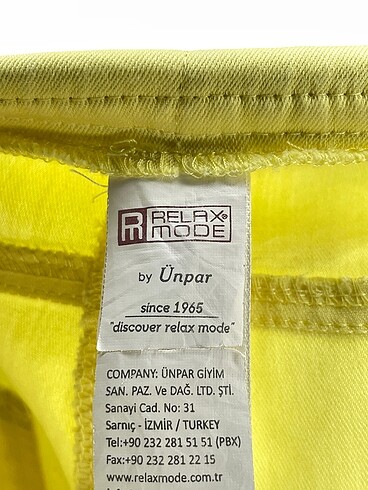 R RELAX®
MODE
by Ünpar
since 1965
"discover relax mode"
COMPANY: ÜNPAR GİYİM
SAN. PAZ. Ve DAĞ. LTD. ŞTİ.
Sanayi Cad. No: 31
Sarnıç - İZMİR / TURKEY
Tel:+90 232 281 51 51 (PBX)
Fax:+90 232 281 22 15
www.relaxmode.com.tr